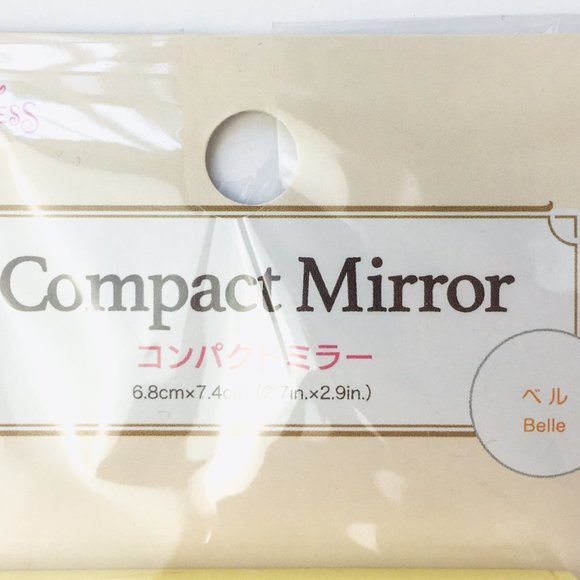 ESS
Compact Mirror
コンパクトミラー
6.8cm×7.4cm (2.7in.×2.9in.)
ベル
Belle